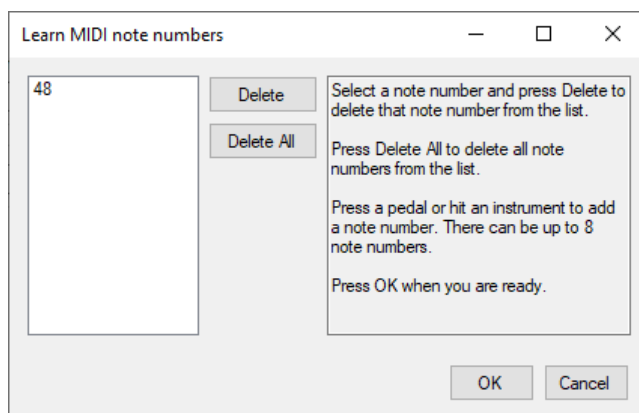 Learn MIDI note numbers
48
Delete
Delete All
Select a note number and press Delete to
delete that note number from the list.
Press Delete All to delete all note
numbers from the list.
Press a pedal or hit an instrument to add
a note number. There can be up to 8
note numbers.
Press OK when you are ready.
OK
Cancel